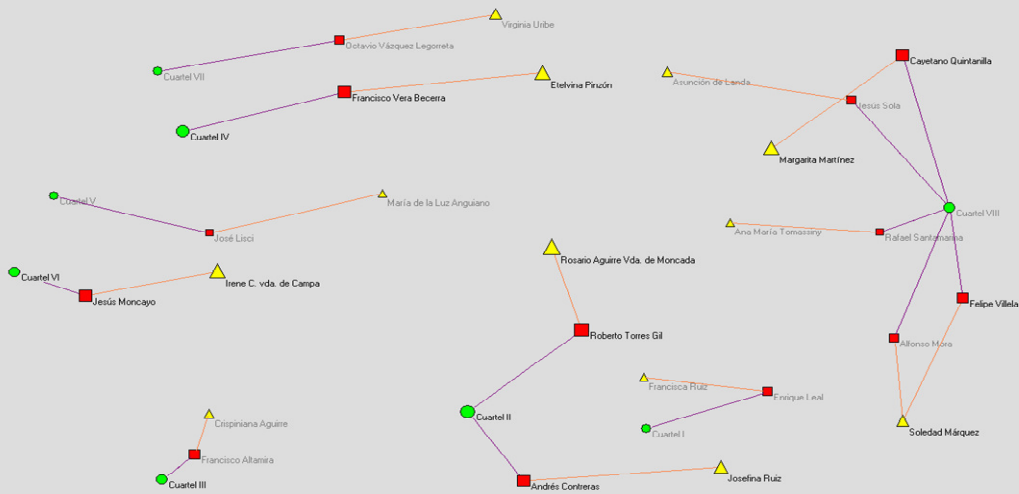 Virginia Uribe
Octavio Vázquez Legorreta
Cuartel VII
Etelvina Pinzón
Francisco Vera Becerra
Cuartel IV
Cayetano Quintanilla
Asunción de Landa
Jesús Sola
Margarita Martínez
Cuartel V
María de la Luz Anguiano
José Lisci
Cuartel VIII
Ana María Tomassiny
Rafael Santamarina
Rosario Aguirre Vda. de Moncada
Cuartel VI
Irene C. vda. de Campa
Jesús Moncayo
Felipe Villela
Roberto Torres Gil
Alfonso Mora
Francisca Ruiz
Enrique Leal
Cuartel II
Crispiniana Aguirre
Cuartel I
Soledad Márquez
Francisco Altamira
Cuartel III
Josefina Ruiz
Andrés Contreras